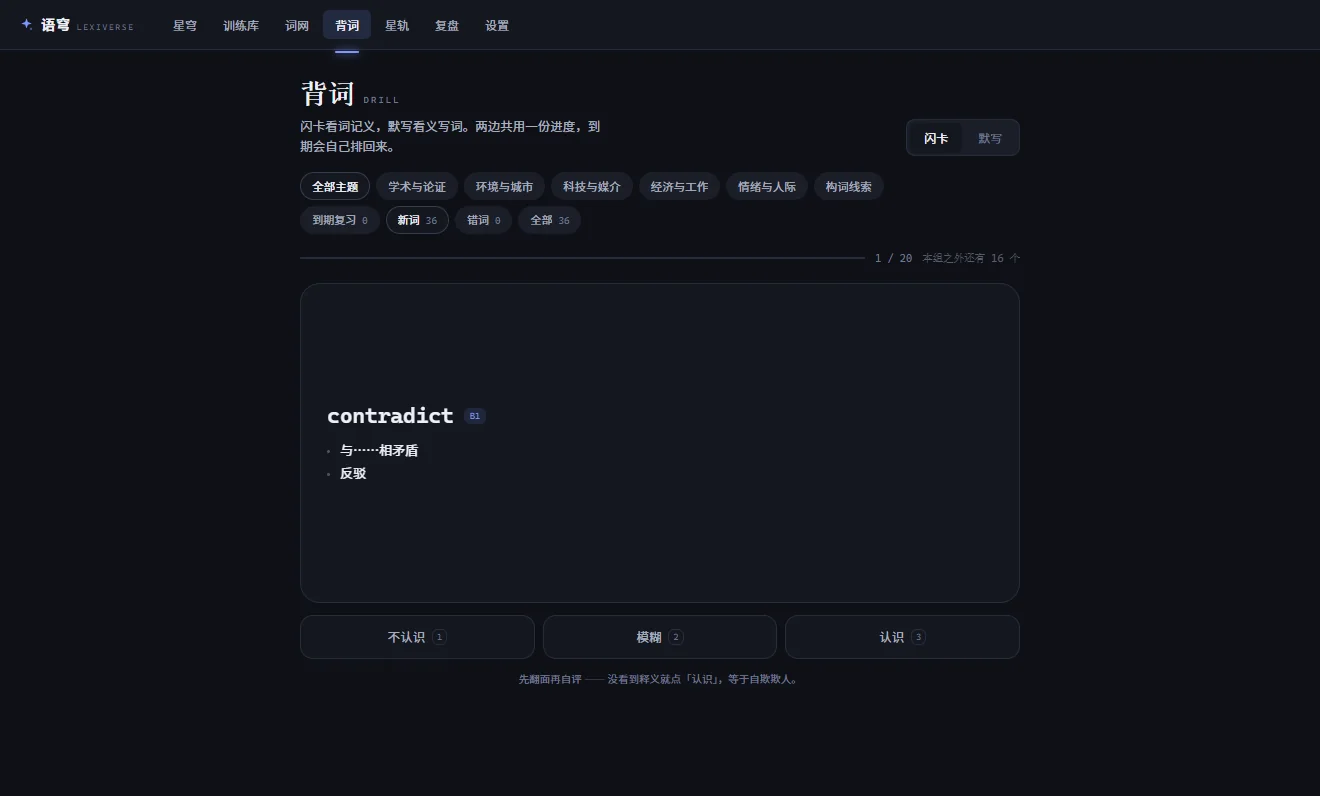 语穹 LEXIVERSE 星穹 训练库 词网 背词 星轨 复盘 设置
背词 DRILL
闪卡看词记义，默写看义写词。两边共用一份进度，到
期会自己排回来。
闪卡 默写
全部主题 学术与论证 环境与城市 科技与媒介 经济与工作 情绪与人际 构词线索
到期复习 0 新词 36 错词 0 全部 36
1 / 20 本组之外还有 16 个
contradict B1
• 与……相矛盾
• 反驳
不认识 1 模糊 2 认识 3
先翻面再自评 —— 没看到释义就点「认识」，等于自欺欺人。